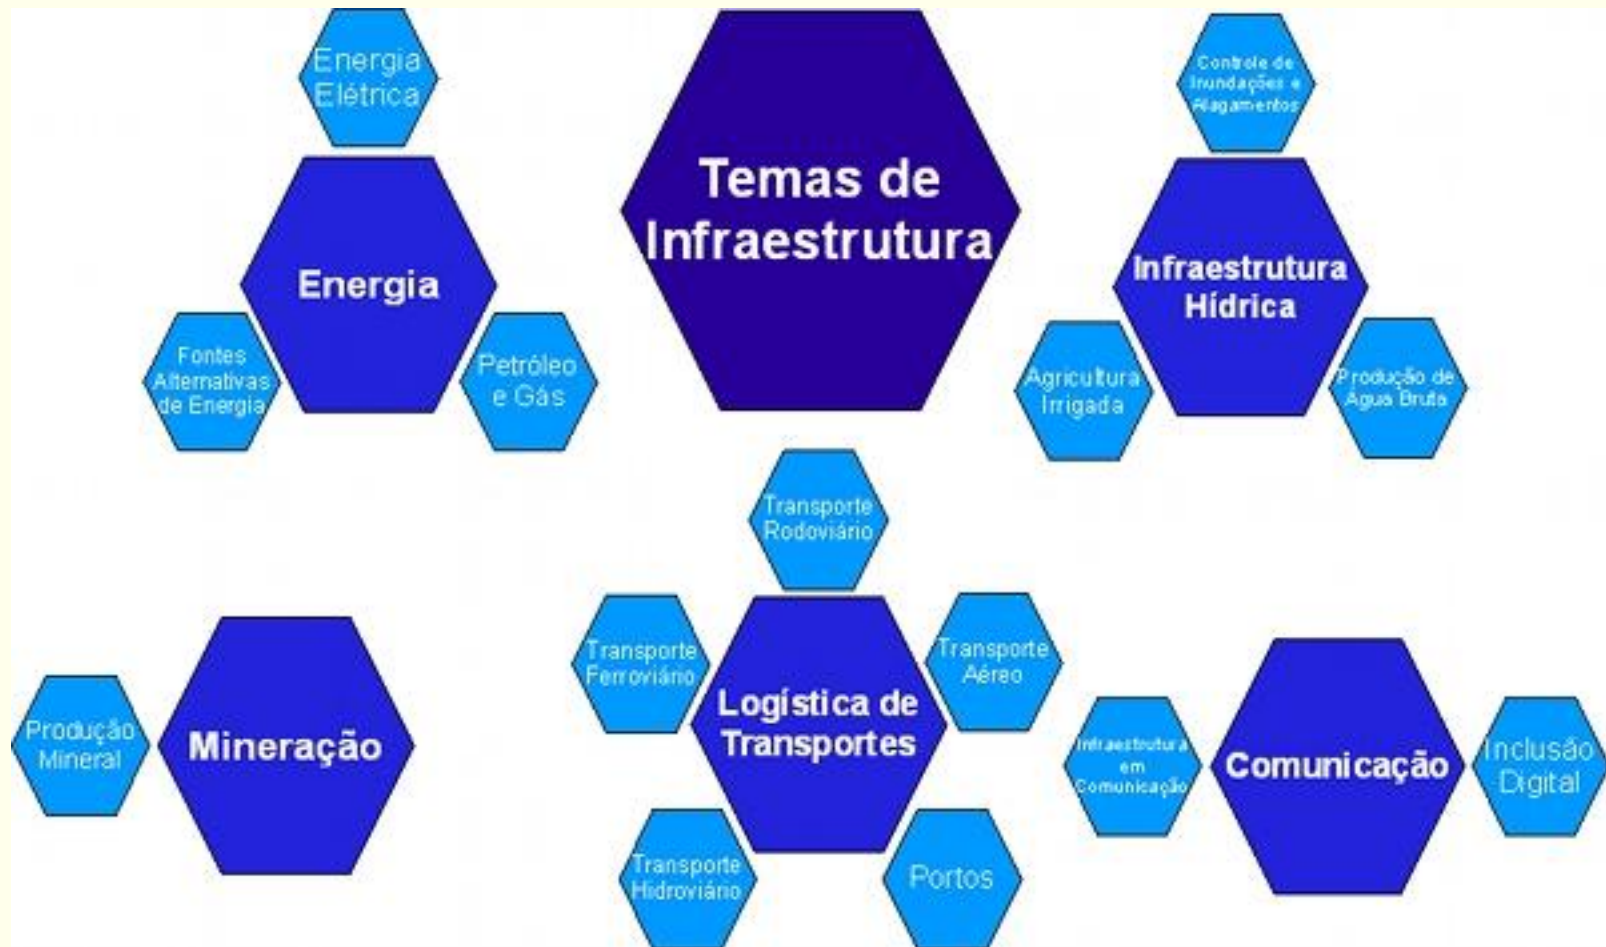 Energia
Elétrica
Energia
Fontes
Alternativas
de Energia
Petróleo
e Gás
Temas de
Infraestrutura
Controle de
Inundações e
Alagamentos
Infraestrutura
Hídrica
Agricultura
Irrigada
Produção de
Água Bruta
Produção
Mineral
Mineração
Transporte
Rodoviário
Transporte
Ferroviário
Transporte
Aéreo
Logística de
Transportes
Transporte
Hidroviário
Portos
Infraestrutura
em
Comunicação
Comunicação
Inclusão
Digital